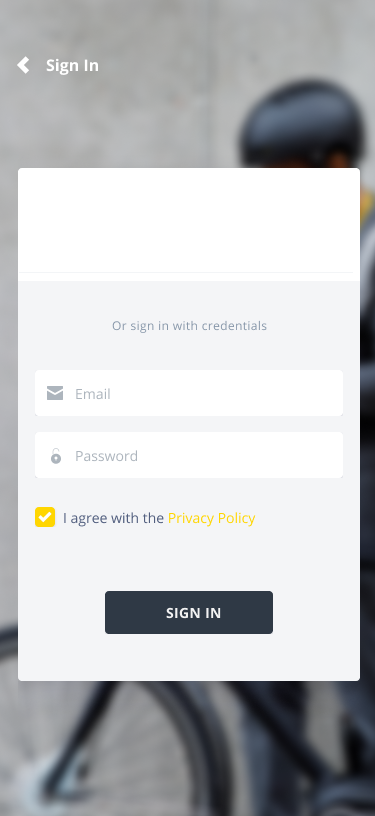 Sign In
Or sign in with credentials
Email
Password
I agree with the Privacy Policy
SIGN IN